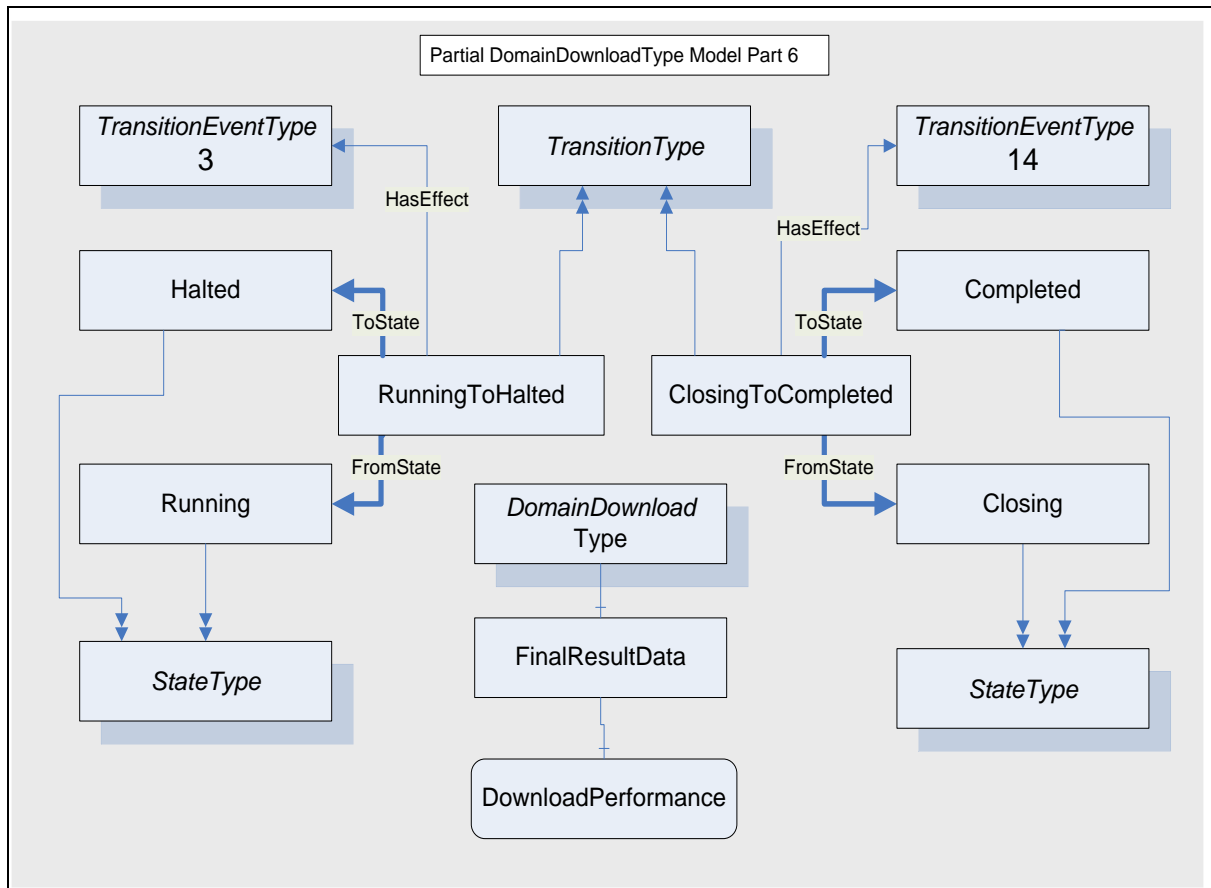 Partial DomainDownloadType Model Part 6
TransitionEventType
3
TransitionType
TransitionEventType
14
HasEffect
HasEffect
Halted
Completed
ToState
ToState
RunningToHalted
ClosingToCompleted
FromState
FromState
Running
DomainDownload
Type
Closing
FinalResultData
StateType
StateType
DownloadPerformance